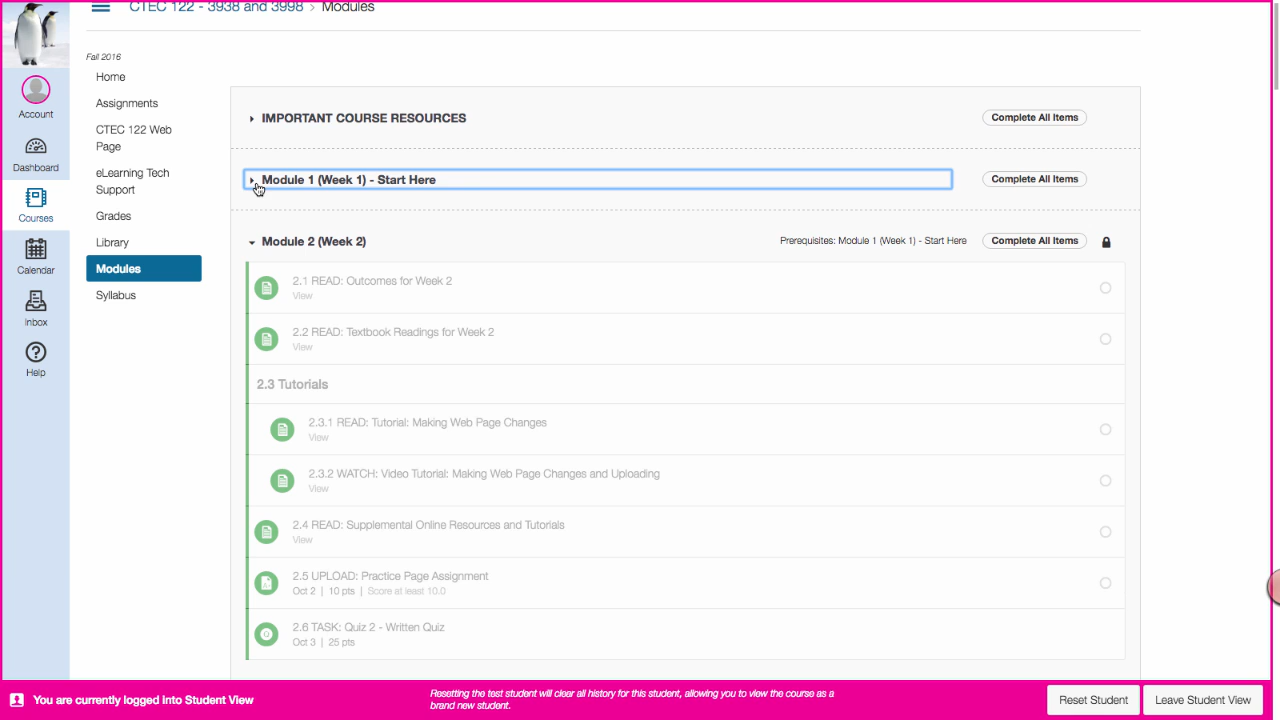 CTEC 122 - 3938 and 3998 › Modules
Account
Dashboard
Courses
Calendar
Inbox
Help
Fall 2016
Home
Assignments
CTEC 122 Web
Page
eLearning Tech
Support
Grades
Library
Modules
Syllabus
IMPORTANT COURSE RESOURCES
Complete All Items
Module 1 (Week 1) - Start Here
Complete All Items
Module 2 (Week 2)
Prerequisites: Module 1 (Week 1) - Start Here
Complete All Items
2.1 READ: Outcomes for Week 2
View
2.2 READ: Textbook Readings for Week 2
View
2.3 Tutorials
2.3.1 READ: Tutorial: Making Web Page Changes
View
2.3.2 WATCH: Video Tutorial: Making Web Page Changes and Uploading
View
2.4 READ: Supplemental Online Resources and Tutorials
View
2.5 UPLOAD: Practice Page Assignment
Oct 2 | 10 pts | Score at least 10.0
2.6 TASK: Quiz 2 - Written Quiz
Oct 3 | 25 pts
You are currently logged into Student View
Resetting the test student will clear all history for this student, allowing you to view the course as a
brand new student.
Reset Student
Leave Student View